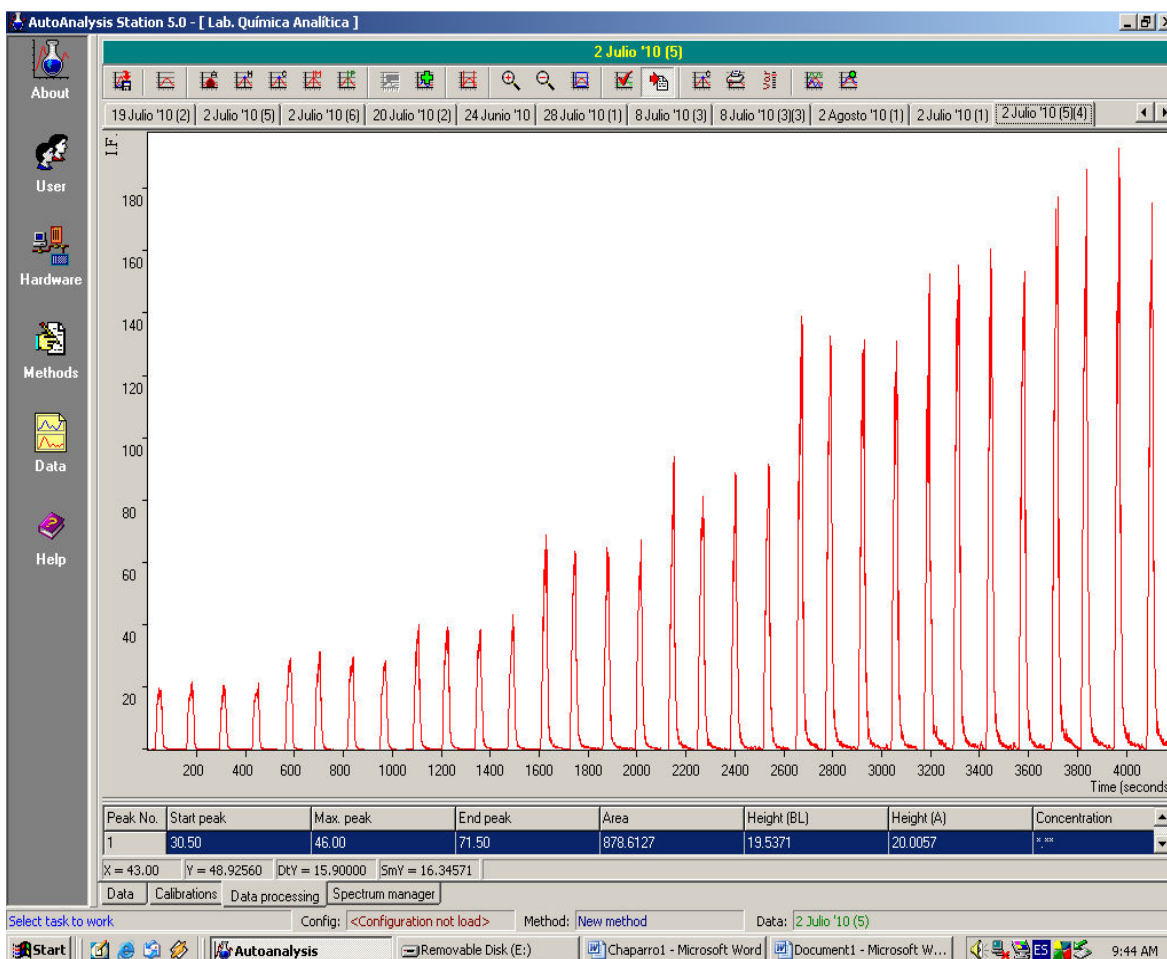 AutoAnalysis Station 5.0 - [ Lab. Química Analítica ]
2 Julio '10 (5)
About
User
Hardware
Methods
Data
Help
19 Julio '10 (2) 2 Julio '10 (5) 2 Julio '10 (6) 20 Julio '10 (2) 24 Junio '10 28 Julio '10 (1) 8 Julio '10 (3) 8 Julio '10 (3)(3) 2 Agosto '10 (1) 2 Julio '10 (1) 2 Julio '10 (5)(4)
I.F.
180
160
140
120
100
80
60
40
20
200 400 600 800 1000 1200 1400 1600 1800 2000 2200 2400 2600 2800 3000 3200 3400 3600 3800 4000
Time (seconds
Peak No. Start peak Max. peak End peak Area Height (BL) Height (A) Concentration
1 30.50 46.00 71.50 878.6127 19.5371 20.0057 *.**
X = 43.00 Y = 48.92560 DtY = 15.90000 SmY = 16.34571
Data Calibrations Data processing Spectrum manager
Select task to work Config: <Configuration not load> Method: New method Data: 2 Julio '10 (5)
Start Autoanalysis Removable Disk (E:) Chaparro1 - Microsoft Word Document1 - Microsoft W... ES 9:44 AM